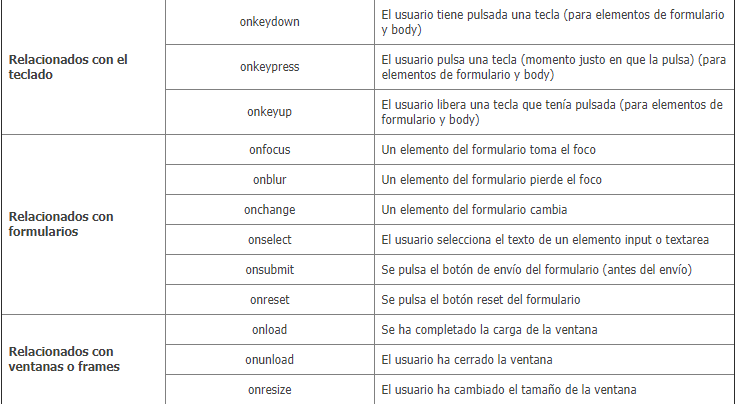 Relacionados con el
teclado
onkeydown
El usuario tiene pulsada una tecla (para elementos de formulario
y body)
onkeypress
El usuario pulsa una tecla (momento justo en que la pulsa) (para
elementos de formulario y body)
onkeyup
El usuario libera una tecla que tenía pulsada (para elementos de
formulario y body)
Relacionados con
formularios
onfocus
Un elemento del formulario toma el foco
onblur
Un elemento del formulario pierde el foco
onchange
Un elemento del formulario cambia
onselect
El usuario selecciona el texto de un elemento input o textarea
onsubmit
Se pulsa el botón de envío del formulario (antes del envío)
onreset
Se pulsa el botón reset del formulario
Relacionados con
ventanas o frames
onload
Se ha completado la carga de la ventana
onunload
El usuario ha cerrado la ventana
onresize
El usuario ha cambiado el tamaño de la ventana